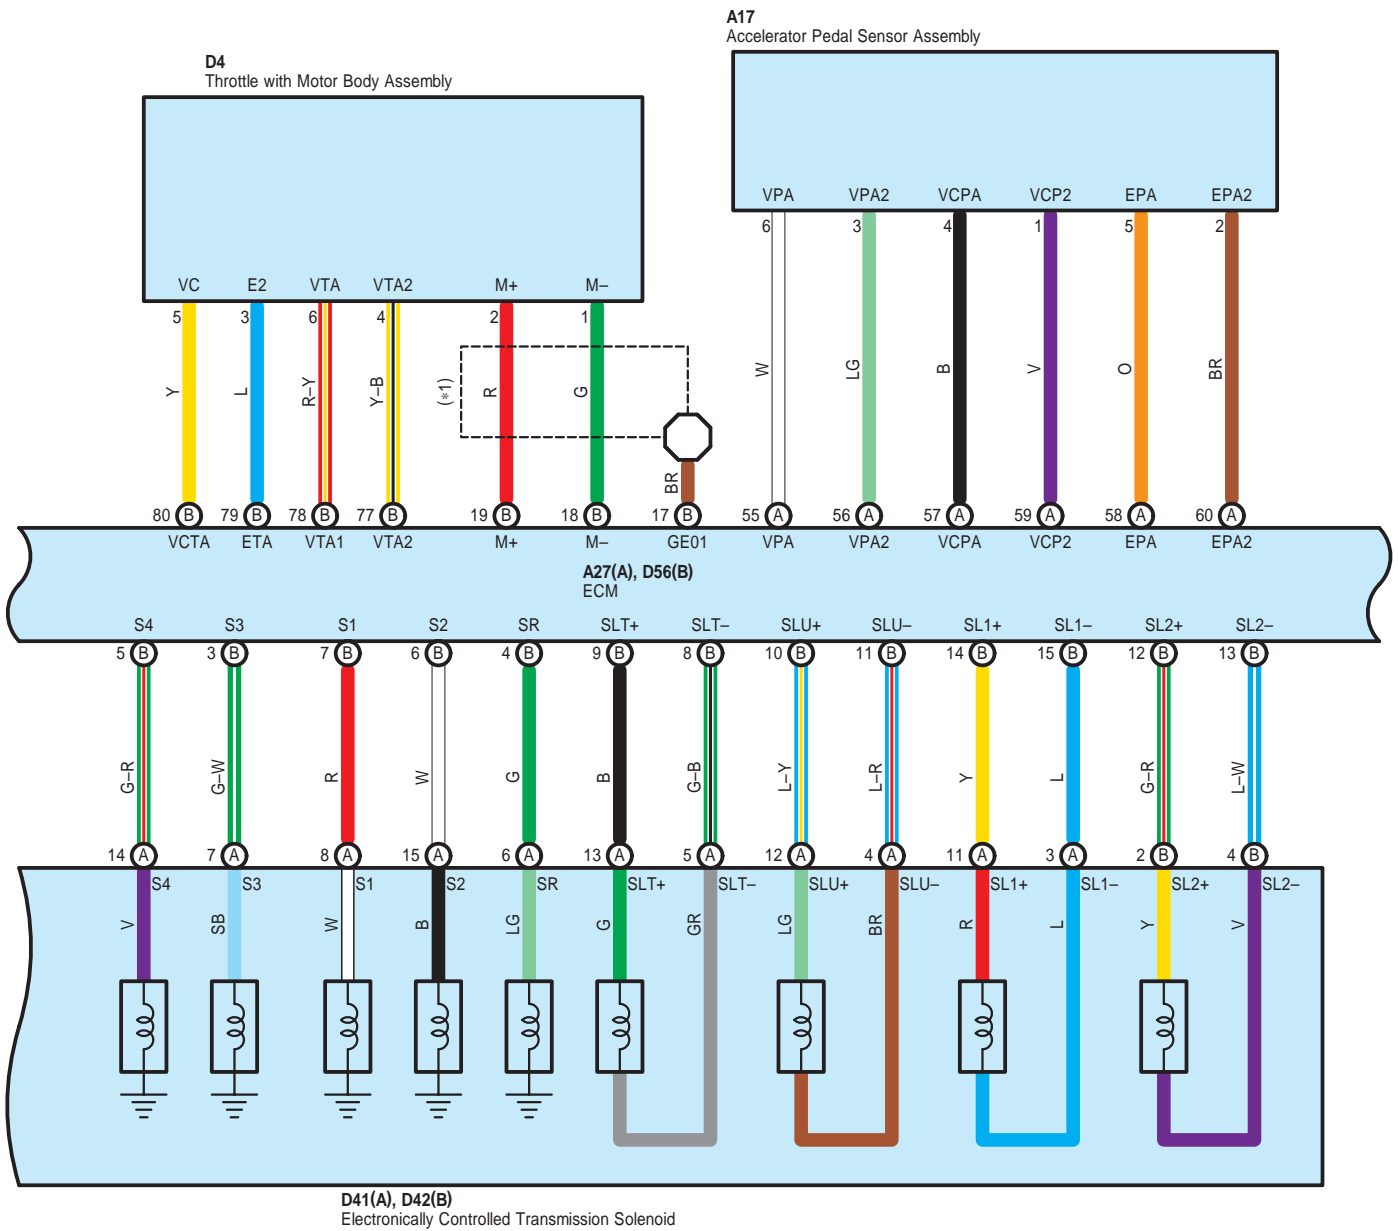 A17
Accelerator Pedal Sensor Assembly
D4
Throttle with Motor Body Assembly
VPA VPA2 VCPA VCP2 EPA EPA2
6 3 4 1 5 2
VC E2 VTA VTA2 M+ M–
5 3 6 4 2 1
Y L R–Y Y–B (*1) R G W LG B V O BR
BR
80 B 79 B 78 B 77 B 19 B 18 B 17 B 55 A 56 A 57 A 59 A 58 A 60 A
VCTA ETA VTA1 VTA2 M+ M– GE01 VPA VPA2 VCPA VCP2 EPA EPA2
A27(A), D56(B)
ECM
S4 S3 S1 S2 SR SLT+ SLT– SLU+ SLU– SL1+ SL1– SL2+ SL2–
5 B 3 B 7 B 6 B 4 B 9 B 8 B 10 B 11 B 14 B 15 B 12 B 13 B
G–R G–W R W G B G–B L–Y L–R Y L G–R L–W
14 A 7 A 8 A 15 A 6 A 13 A 5 A 12 A 4 A 11 A 3 A 2 B 4 B
S4 S3 S1 S2 SR SLT+ SLT– SLU+ SLU– SL1+ SL1– SL2+ SL2–
V SB W B LG G GR LG BR R L Y V
D41(A), D42(B)
Electronically Controlled Transmission Solenoid